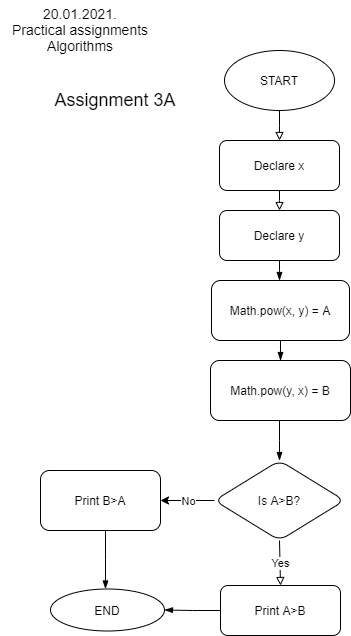 20.01.2021.
Practical assignments
Algorithms
Assignment 3A
START
Declare x
Declare y
Math.pow(x, y) = A
Math.pow(y, x) = B
Is A>B?
No
Print B>A
Yes
Print A>B
END